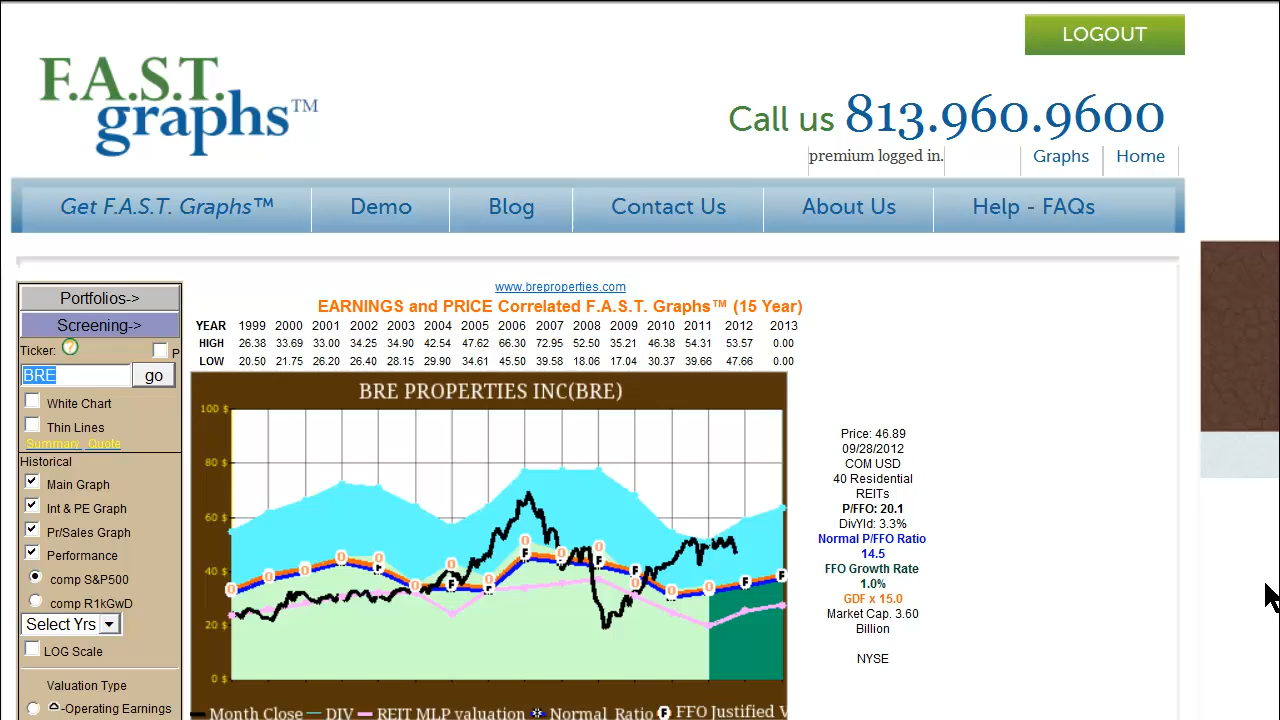 LOGOUT
F.A.S.T.
graphs™
Call us 813.960.9600
premium logged in.
Graphs
Home
Get F.A.S.T. Graphs™
Demo
Blog
Contact Us
About Us
Help - FAQs
Portfolios->
Screening->
Ticker:
P
BRE
go
White Chart
Thin Lines
Summary Quote
Historical
Main Graph
Int & PE Graph
Pr/Sales Graph
Performance
comp S&P500
comp R1kGwD
Select Yrs
LOG Scale
Valuation Type
-Operating Earnings
www.breproperties.com
EARNINGS and PRICE Correlated F.A.S.T. Graphs™ (15 Year)
YEAR 1999 2000 2001 2002 2003 2004 2005 2006 2007 2008 2009 2010 2011 2012 2013
HIGH 26.38 33.69 33.00 34.25 34.90 42.54 47.62 66.30 72.95 52.50 35.21 46.38 54.31 53.57 0.00
LOW 20.50 21.75 26.20 26.40 28.15 29.90 34.61 45.50 39.58 18.06 17.04 30.37 39.66 47.66 0.00
BRE PROPERTIES INC(BRE)
100 $
80 $
60 $
40 $
20 $
0 $
Month Close DIV REIT MLP valuation Normal Ratio F FFO Justified V
Price: 46.89
09/28/2012
COM USD
40 Residential
REITs
P/FFO: 20.1
DivYld: 3.3%
Normal P/FFO Ratio
14.5
FFO Growth Rate
1.0%
GDF x 15.0
Market Cap. 3.60
Billion
NYSE